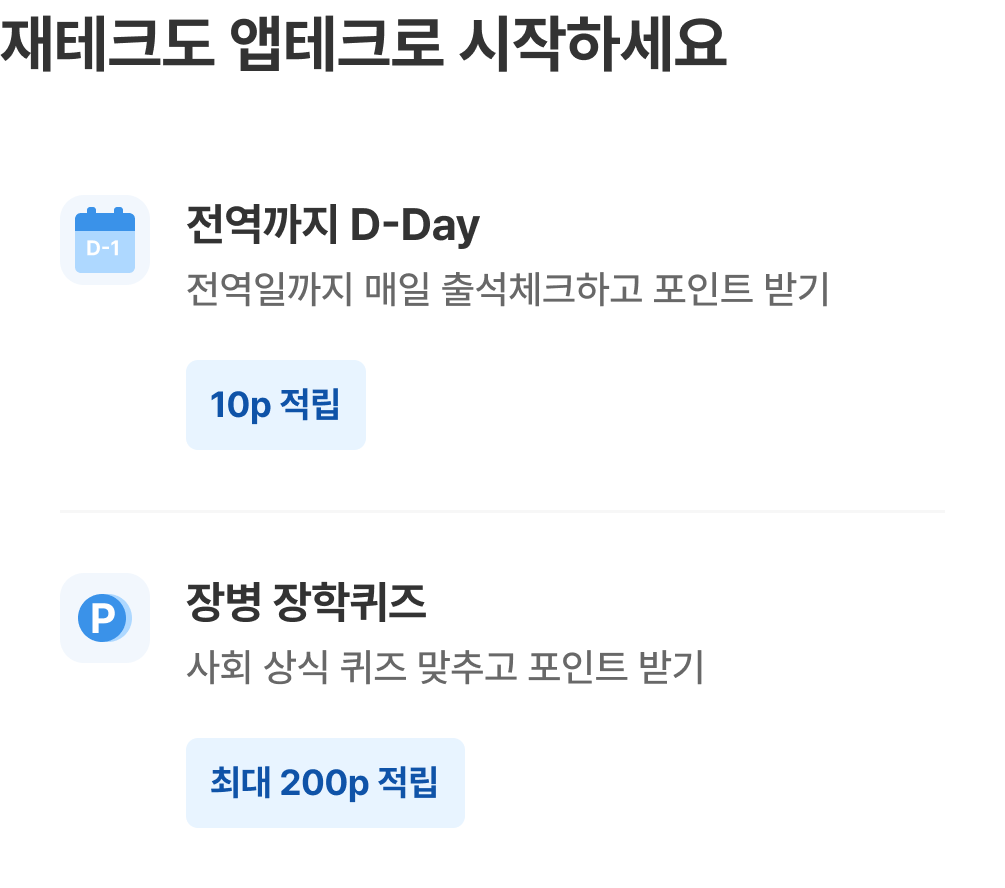 재테크도 앱테크로 시작하세요
D-1
전역까지 D-Day
전역일까지 매일 출석체크하고 포인트 받기
10p 적립
P
장병 장학퀴즈
사회 상식 퀴즈 맞추고 포인트 받기
최대 200p 적립